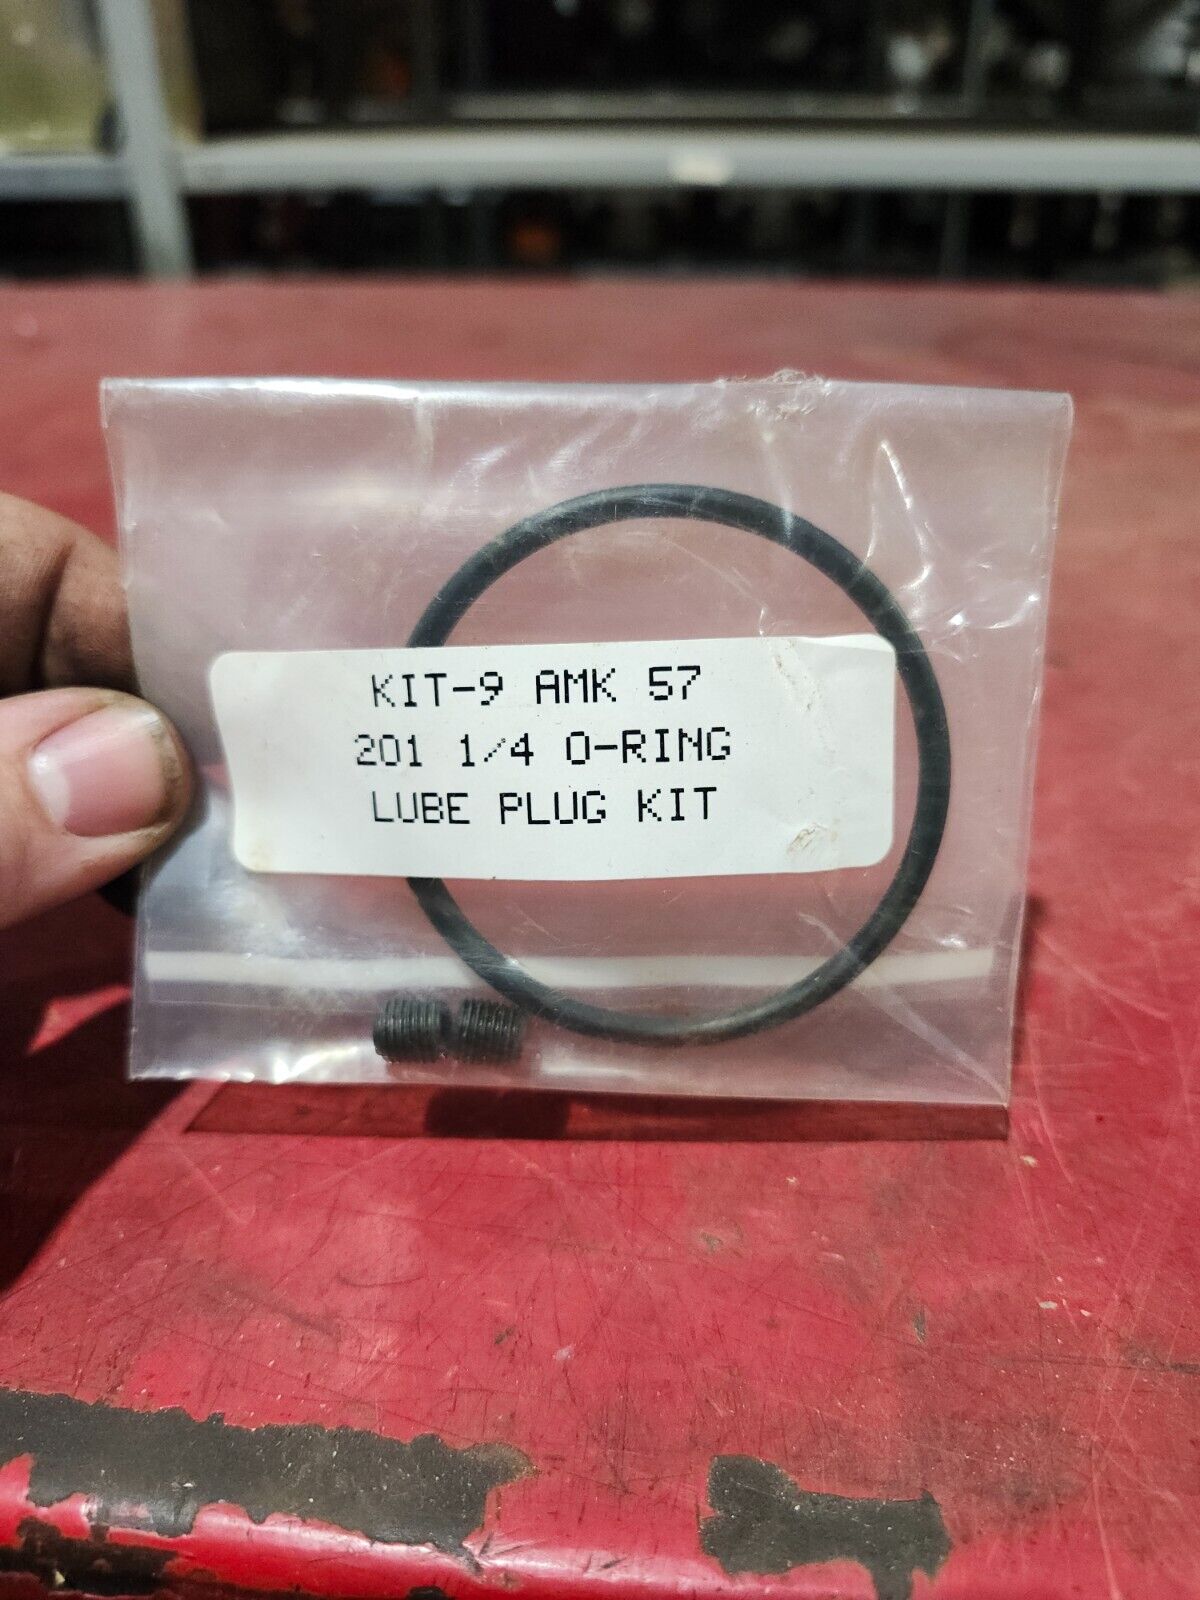 KIT-9 AMK 57
201 1/4 O-RING
LUBE PLUG KIT